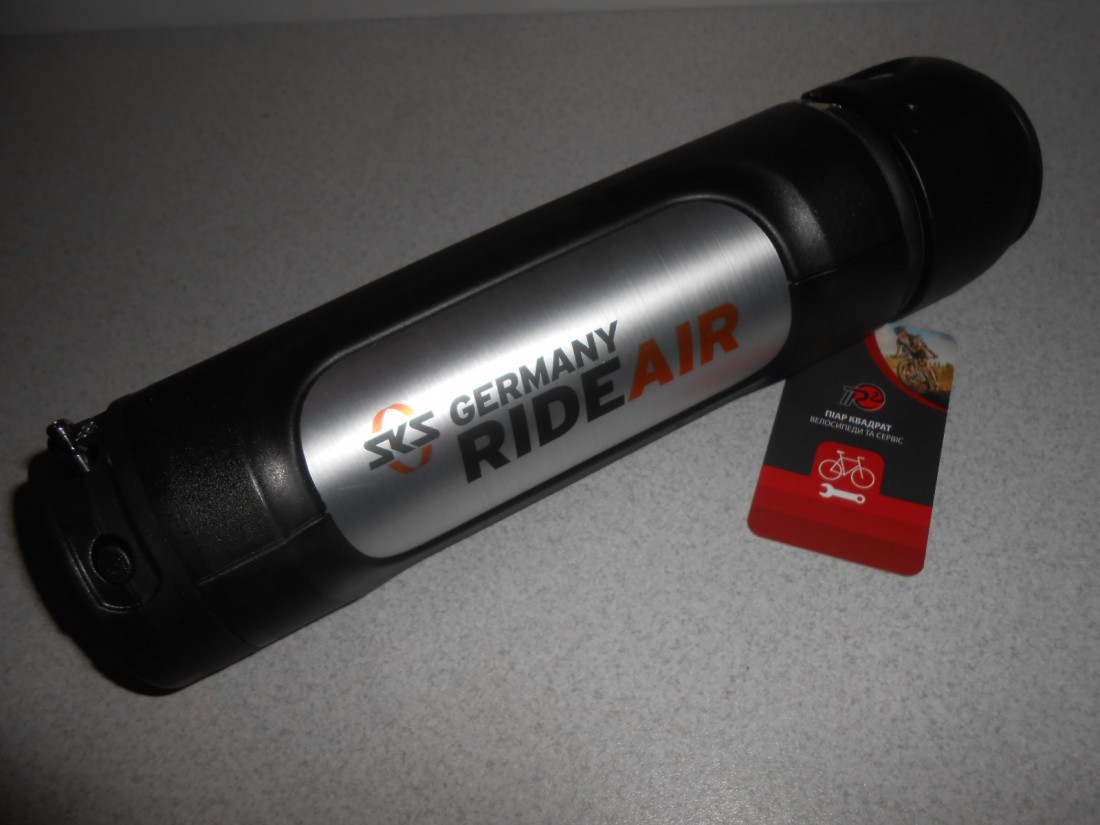 SKS GERMANY
RIDEAIR
ПІАР КВАДРАТ
ВЕЛОСИПЕДИ ТА СЕРВІС